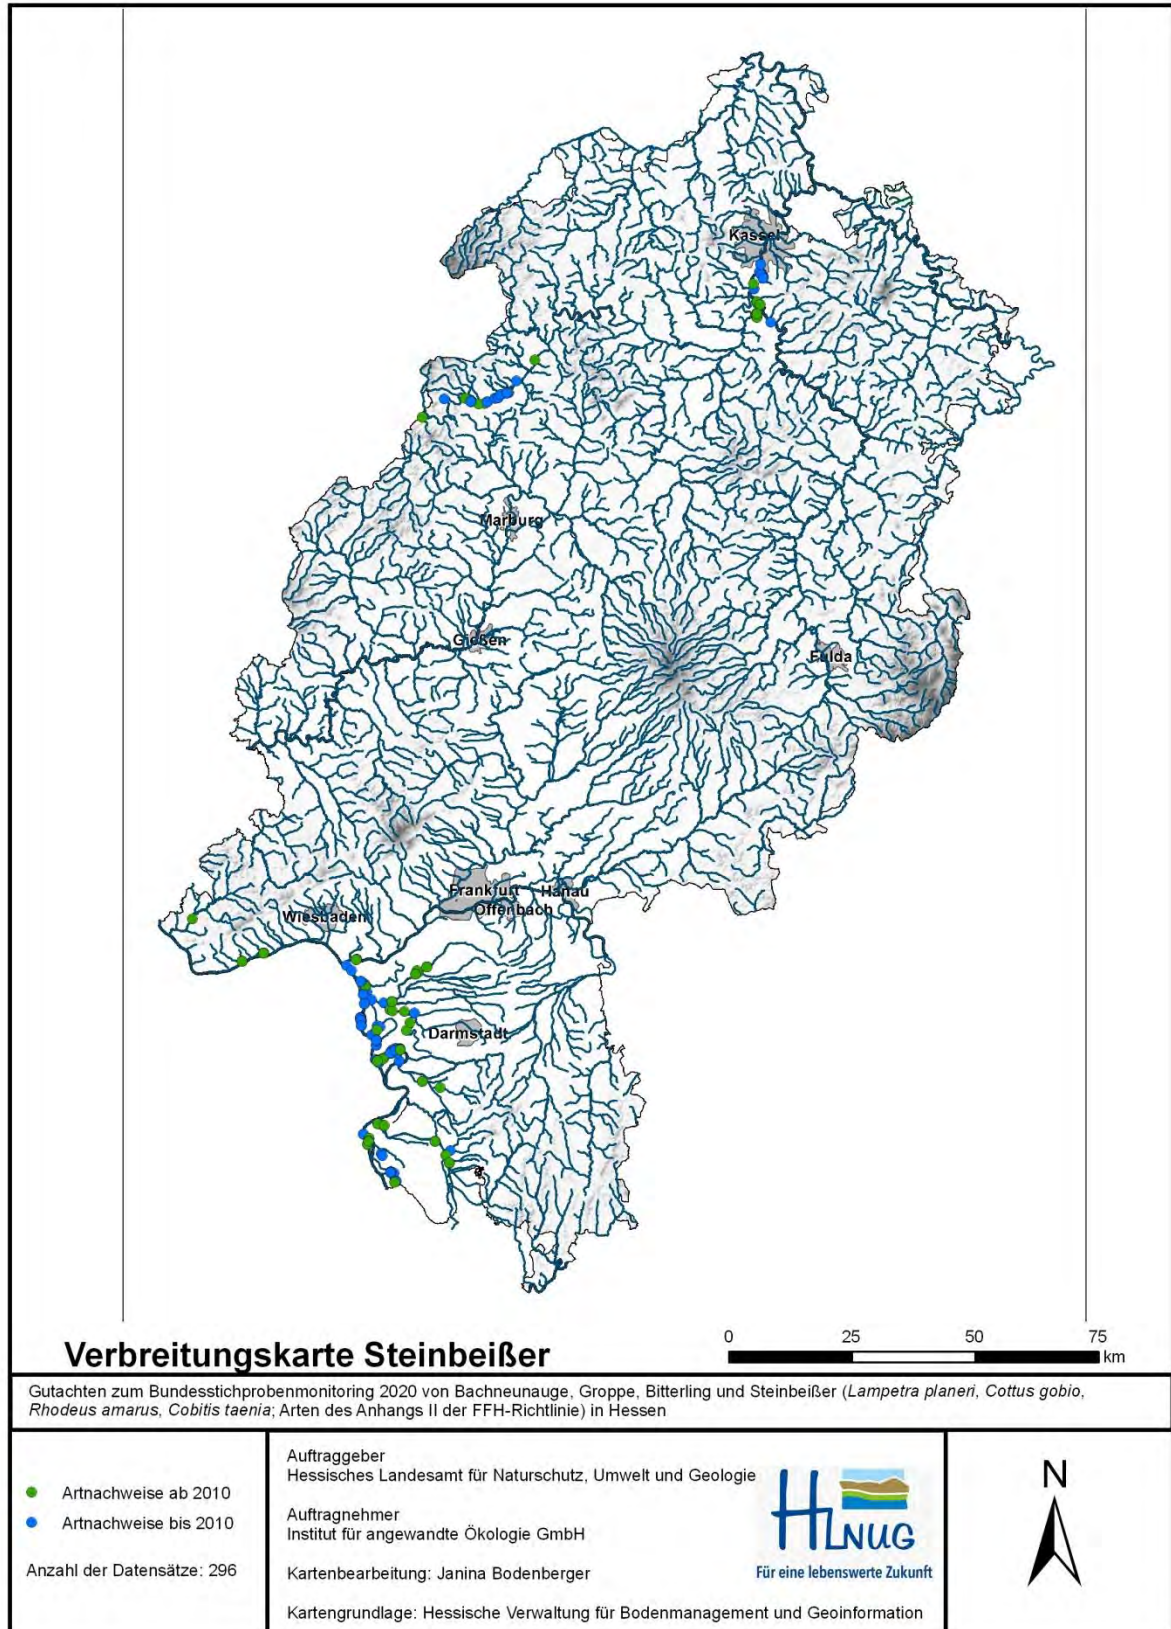 Kassel
Marburg
Gießen
Fulda
Frankfurt
Hanau
Offenbach
Wiesbaden
Darmstadt
Verbreitungskarte Steinbeißer
0 25 50 75
km
Gutachten zum Bundesstichprobenmonitoring 2020 von Bachneunauge, Groppe, Bitterling und Steinbeißer (Lampetra planeri, Cottus gobio,
Rhodeus amarus, Cobitis taenia; Arten des Anhangs II der FFH-Richtlinie) in Hessen
Artnachweise ab 2010
Artnachweise bis 2010
Anzahl der Datensätze: 296
Auftraggeber
Hessisches Landesamt für Naturschutz, Umwelt und Geologie
Auftragnehmer
Institut für angewandte Ökologie GmbH
Kartenbearbeitung: Janina Bodenberger
Kartengrundlage: Hessische Verwaltung für Bodenmanagement und Geoinformation
HLNUG
Für eine lebenswerte Zukunft
N